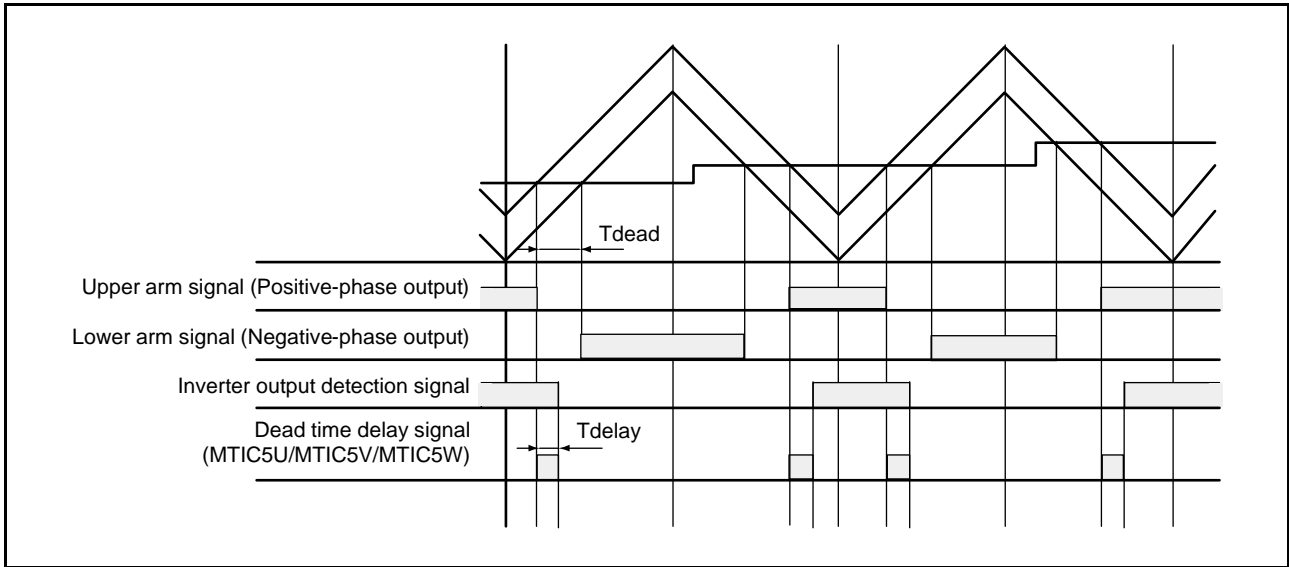 Tdead
Upper arm signal (Positive-phase output)
Lower arm signal (Negative-phase output)
Inverter output detection signal
Dead time delay signal
(MTIC5U/MTIC5V/MTIC5W)
Tdelay